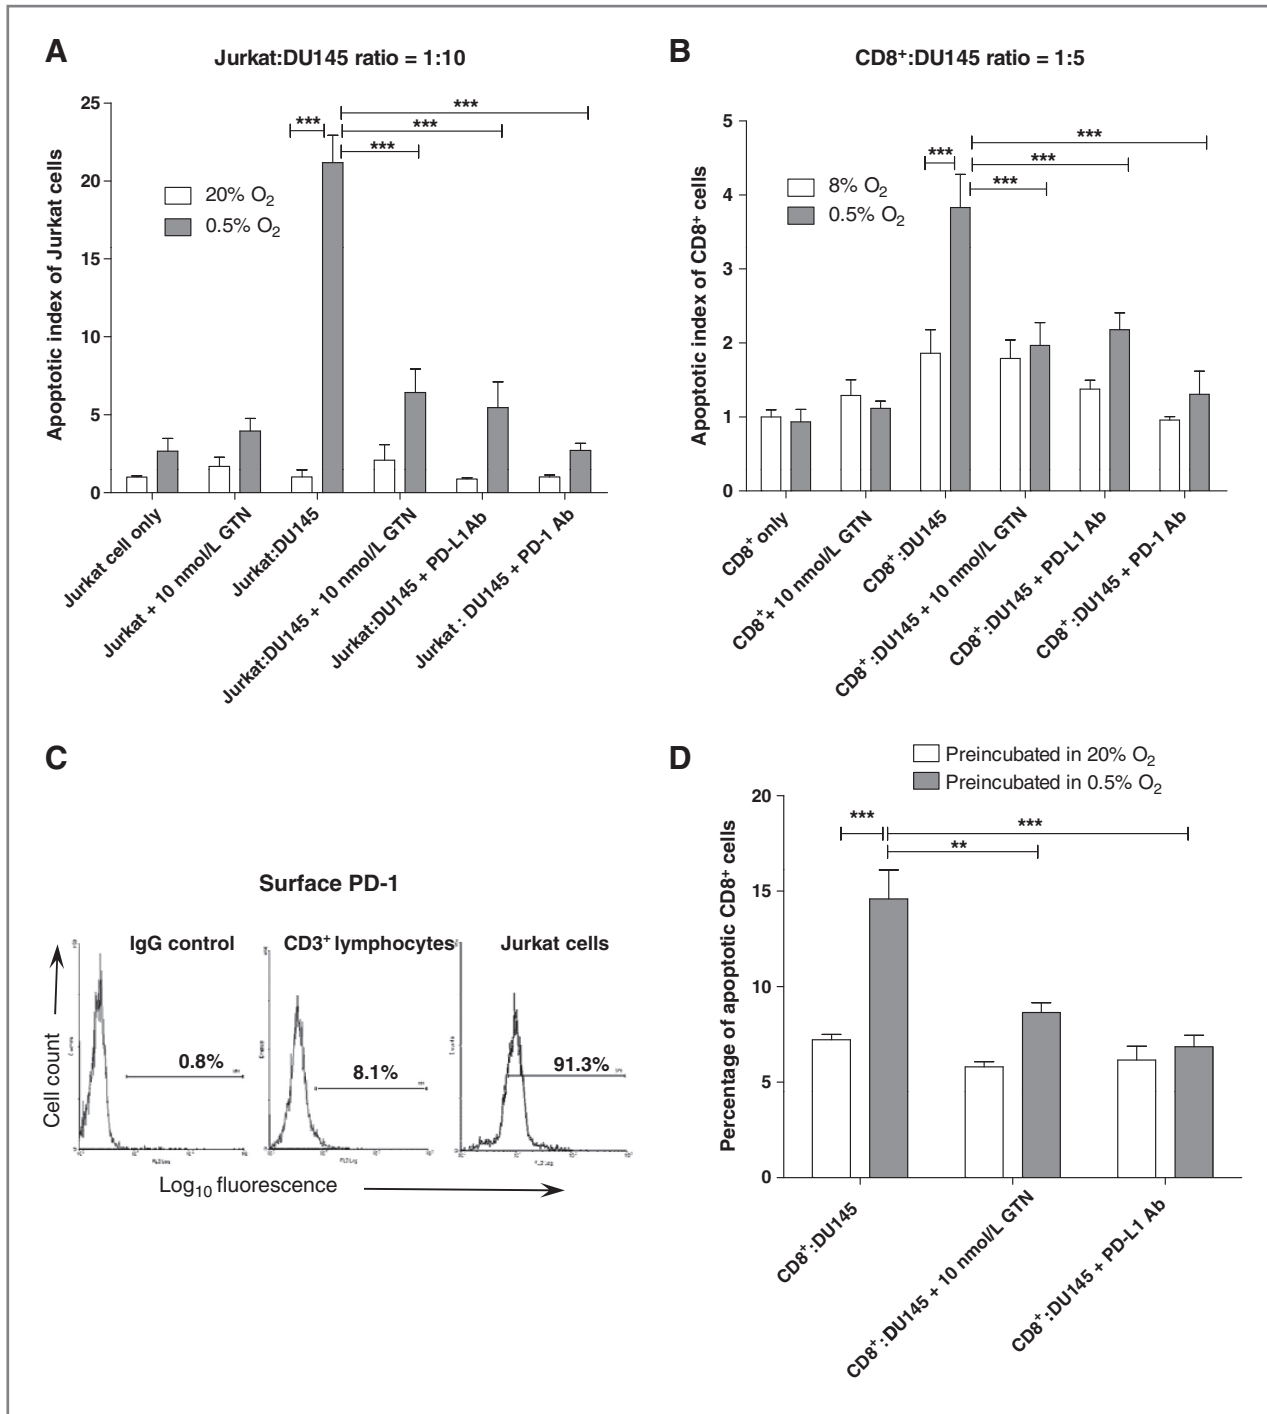 A
Jurkat:DU145 ratio = 1:10
Apoptotic index of Jurkat cells
25
20
15
10
5
0
20% O₂
0.5% O₂
***
***
***
***
Jurkat cell only
Jurkat + 10 nmol/L GTN
Jurkat:DU145
Jurkat:DU145 + 10 nmol/L GTN
Jurkat:DU145 + PD-L1Ab
Jurkat : DU145 + PD-1 Ab
B
CD8⁺:DU145 ratio = 1:5
Apoptotic index of CD8⁺ cells
5
4
3
2
1
0
8% O₂
0.5% O₂
***
***
***
***
CD8⁺ only
CD8⁺ + 10 nmol/L GTN
CD8⁺:DU145
CD8⁺:DU145 + 10 nmol/L GTN
CD8⁺:DU145 + PD-L1 Ab
CD8⁺:DU145 + PD-1 Ab
C
Surface PD-1
IgG control
CD3⁺ lymphocytes
Jurkat cells
Cell count
0.8%
8.1%
91.3%
Log₁₀ fluorescence
D
Preincubated in 20% O₂
Preincubated in 0.5% O₂
Percentage of apoptotic CD8⁺ cells
20
15
10
5
0
***
***
**
CD8⁺:DU145
CD8⁺:DU145 + 10 nmol/L GTN
CD8⁺:DU145 + PD-L1 Ab